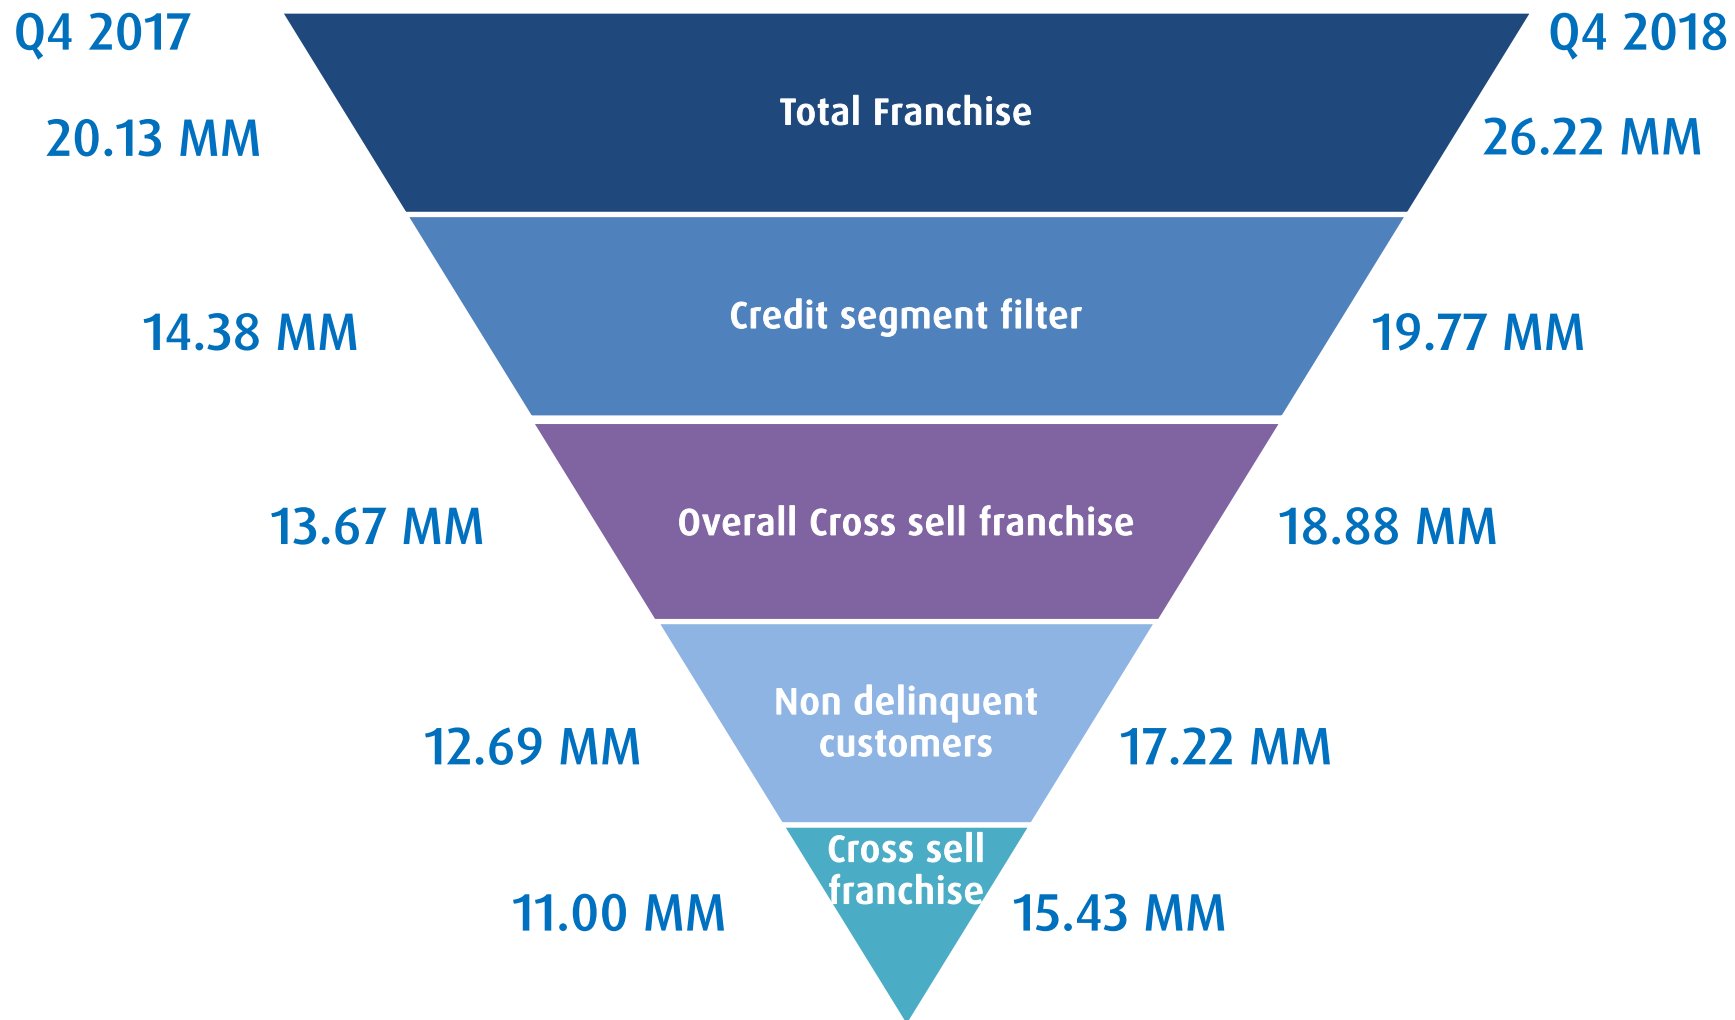 Q4 2017
Q4 2018
Total Franchise
20.13 MM
26.22 MM
Credit segment filter
14.38 MM
19.77 MM
Overall Cross sell franchise
13.67 MM
18.88 MM
Non delinquent
customers
12.69 MM
17.22 MM
Cross sell
franchise
11.00 MM
15.43 MM